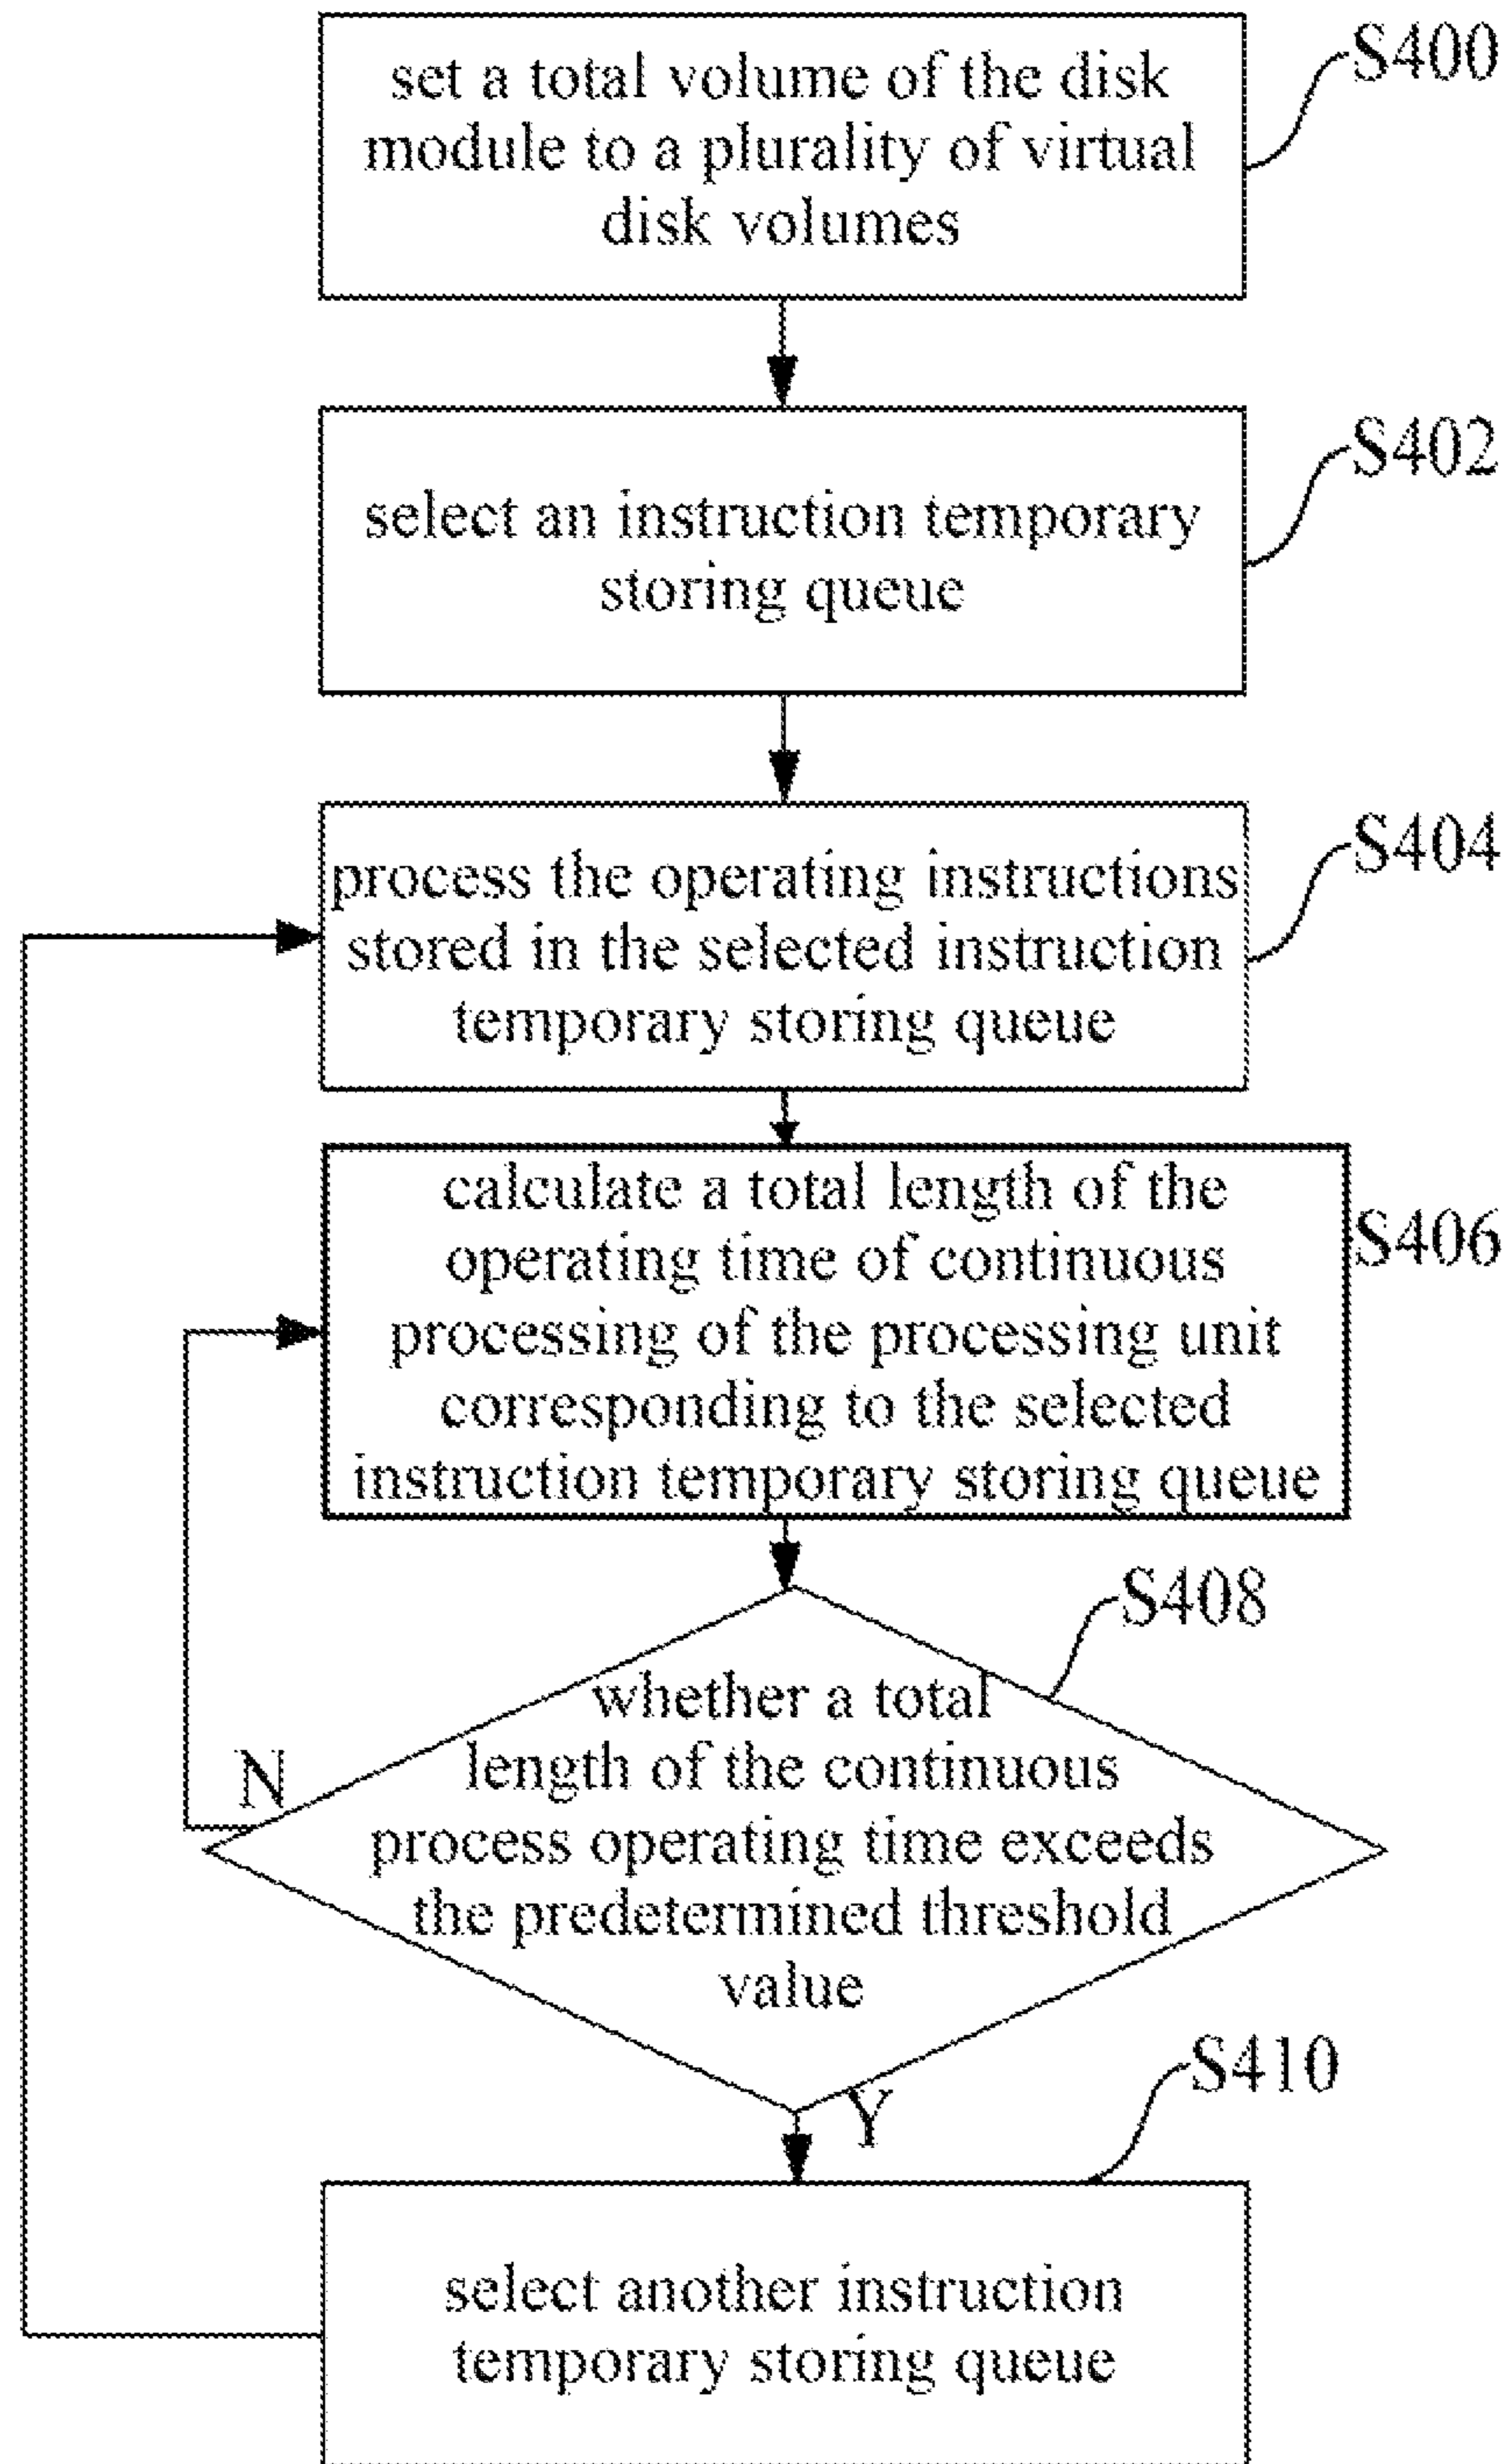 set a total volume of the disk
module to a plurality of virtual
disk volumes
S400
select an instruction temporary
storing queue
S402
process the operating instructions
stored in the selected instruction
temporary storing queue
S404
calculate a total length of the
operating time of continuous
processing of the processing unit
corresponding to the selected
instruction temporary storing queue
S406
S408
whether a total
length of the continuous
process operating time exceeds
the predetermined threshold
value
N
Y
S410
select another instruction
temporary storing queue